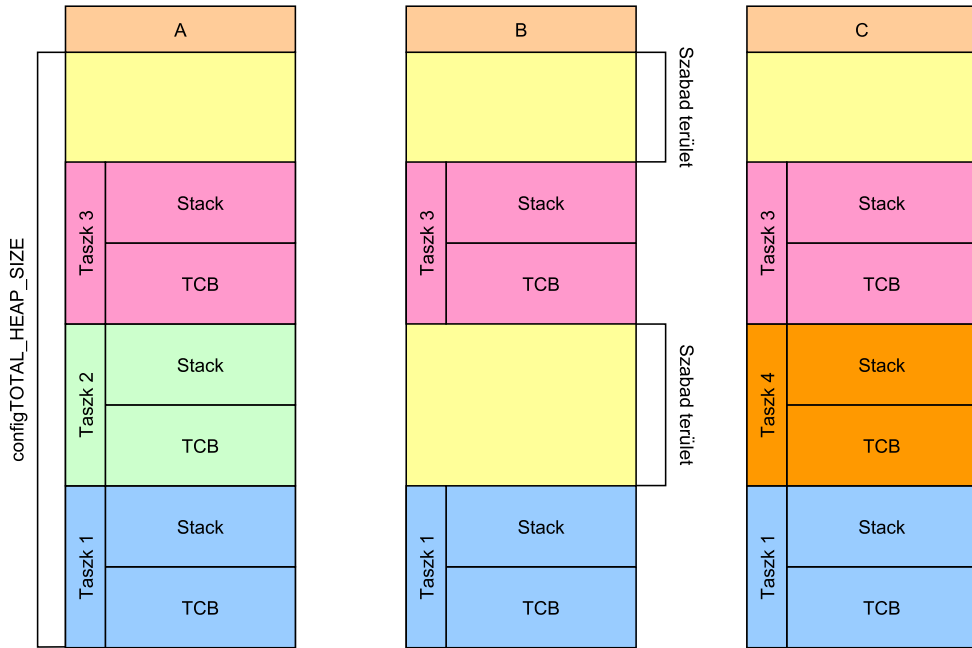 A
configTOTAL_HEAP_SIZE
Taszk 3
Stack
TCB
Taszk 2
Stack
TCB
Taszk 1
Stack
TCB
B
Szabad terület
Taszk 3
Stack
TCB
Szabad terület
Taszk 1
Stack
TCB
C
Taszk 3
Stack
TCB
Taszk 4
Stack
TCB
Taszk 1
Stack
TCB